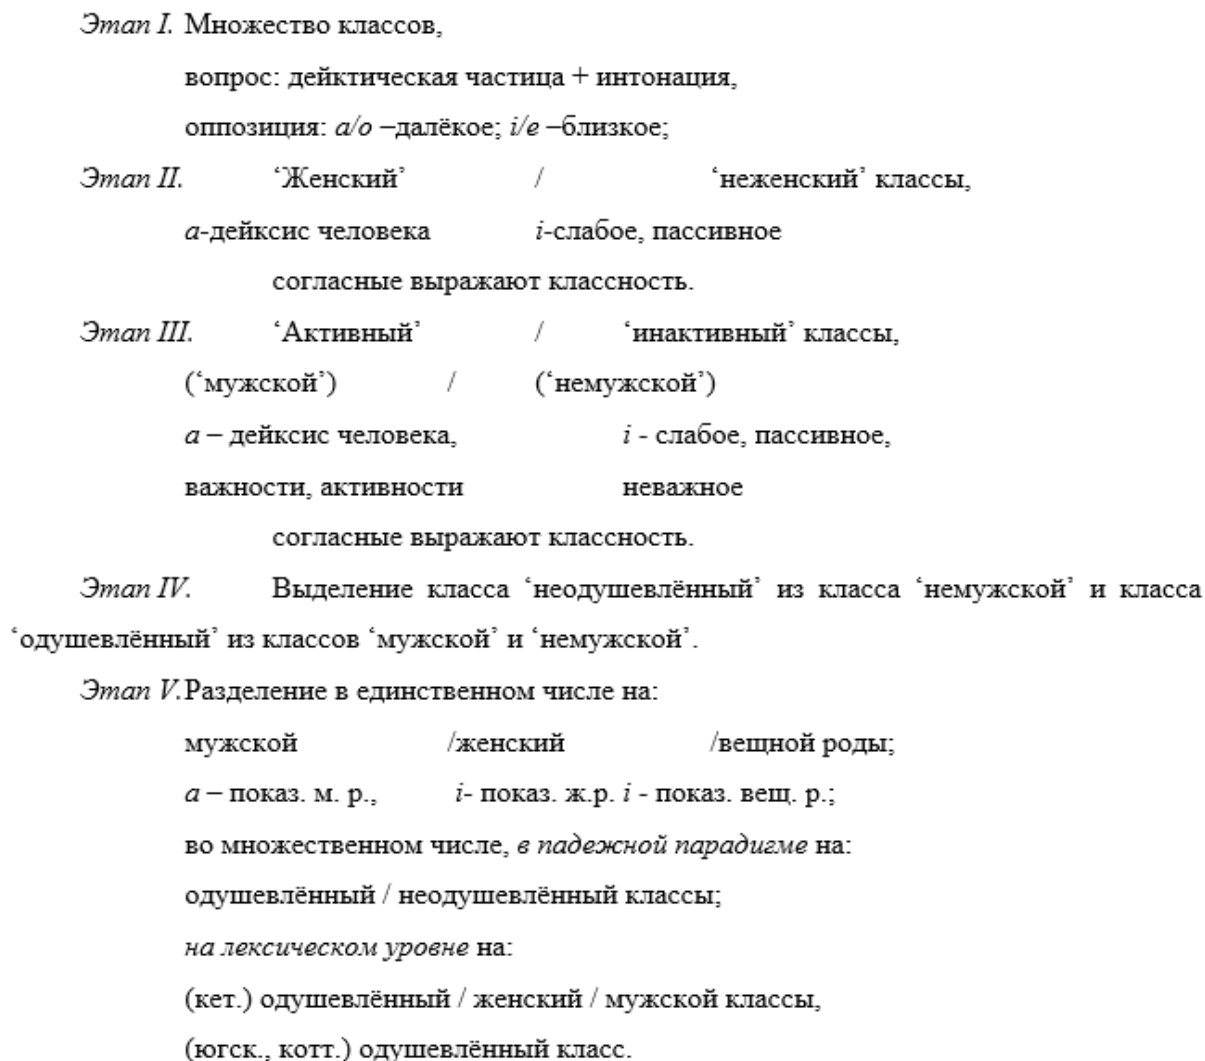 Этап I. Множество классов,
вопрос: дейктическая частица + интонация,
оппозиция: a/o –далёкое; i/e –близкое;
Этап II. ‘Женский’ / ‘неженский’ классы,
a-дейксис человека i-слабое, пассивное
согласные выражают классность.
Этап III. ‘Активный’ / ‘инактивный’ классы,
(‘мужской’) / (‘немужской’)
a – дейксис человека, i - слабое, пассивное,
важности, активности неважное
согласные выражают классность.
Этап IV. Выделение класса ‘неодушевлённый’ из класса ‘немужской’ и класса
‘одушевлённый’ из классов ‘мужской’ и ‘немужской’.
Этап V.Разделение в единственном числе на:
мужской /женский /вещной роды;
a – показ. м. р., i- показ. ж.р. i - показ. вещ. р.;
во множественном числе, в падежной парадигме на:
одушевлённый / неодушевлённый классы;
на лексическом уровне на:
(кет.) одушевлённый / женский / мужской классы,
(югск., котт.) одушевлённый класс.